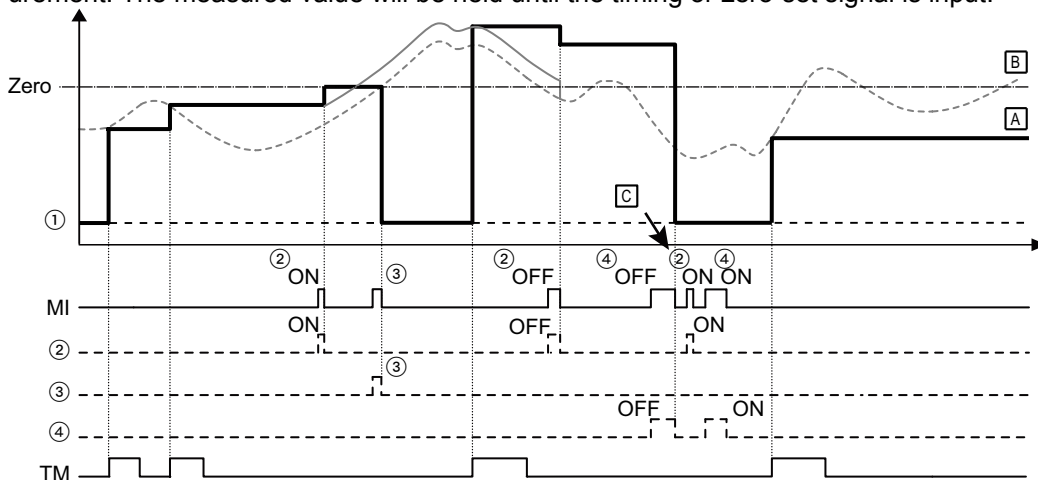 urement. The measured value will be held until the timing of zero-set signal is input.
B
Zero
A
C
①
② ON ③ ② OFF ④ OFF ② ON ④ ON
MI
ON OFF ON
②
③
③
OFF ON
④
TM